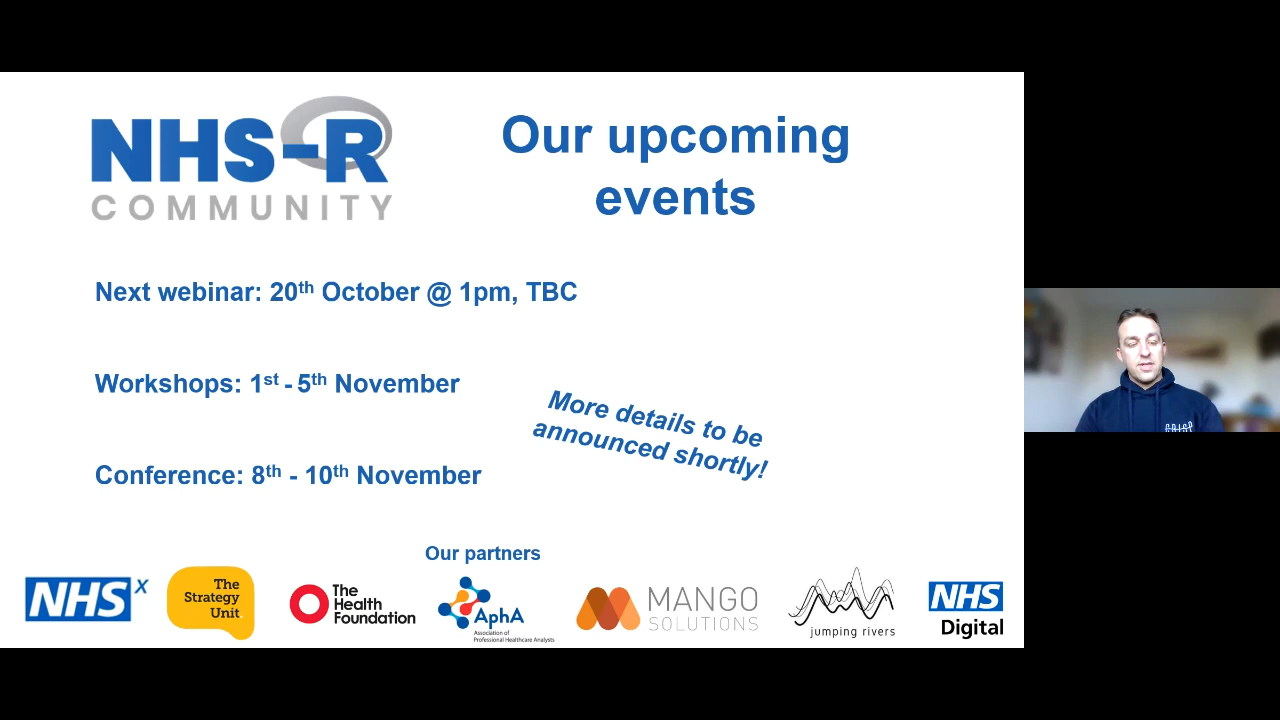 NHS-R
COMMUNITY
Our upcoming
events
Next webinar: 20th October @ 1pm, TBC
Workshops: 1st - 5th November
More details to be
announced shortly!
Conference: 8th - 10th November
Our partners
NHSX
The
Strategy
Unit
The
Health
Foundation
AphA
Association of
Professional Healthcare Analysts
MANGO
SOLUTIONS
jumping rivers
NHS
Digital